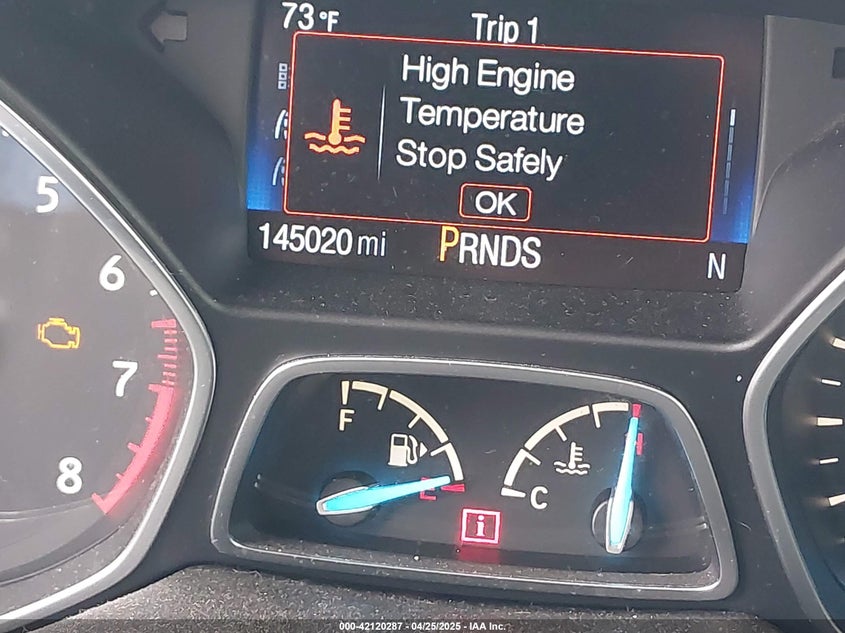 73°F
Trip 1
High Engine
Temperature
Stop Safely
OK
145020 mi
PRNDS
N
5
6
7
8
F
E
C
H
i
000-42120287 - 04/25/2025 - IAA Inc.